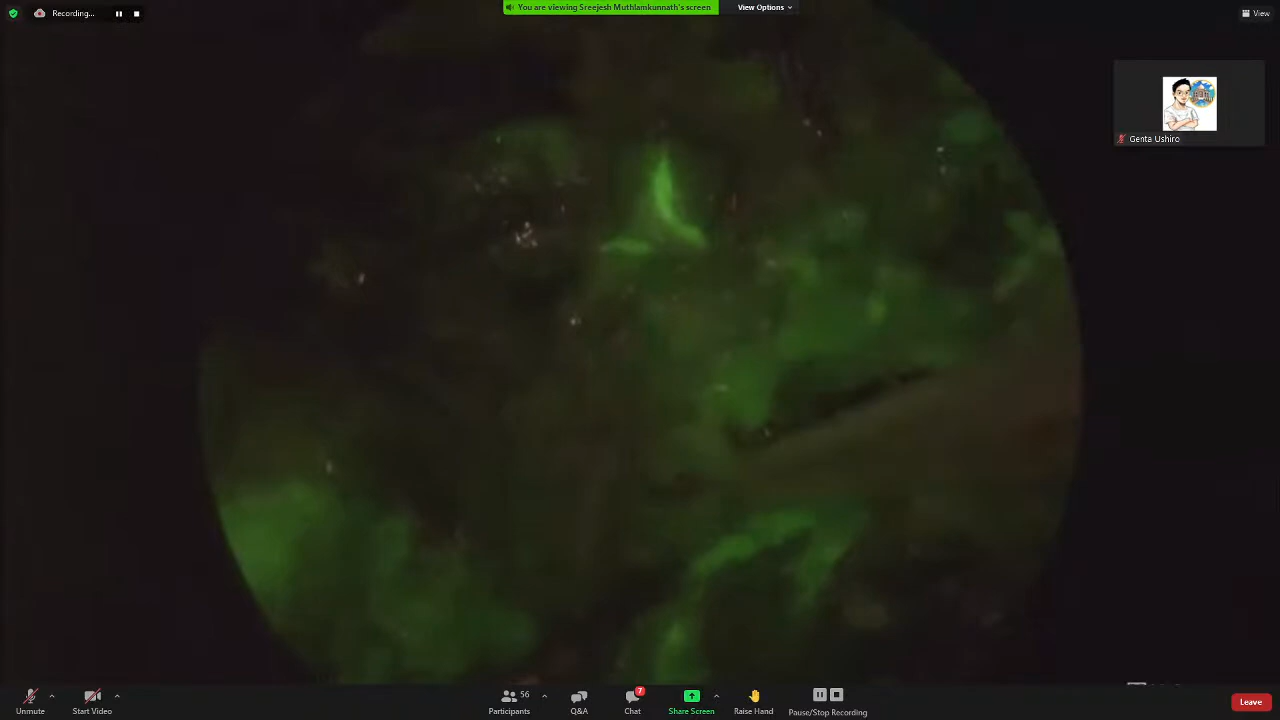 Recording...
You are viewing Sreejesh Muthlamkunnath's screen
View Options
View
Genta Ushiro
Unmute
Start Video
56
Participants
Q&A
7
Chat
Share Screen
Raise Hand
Pause/Stop Recording
Leave